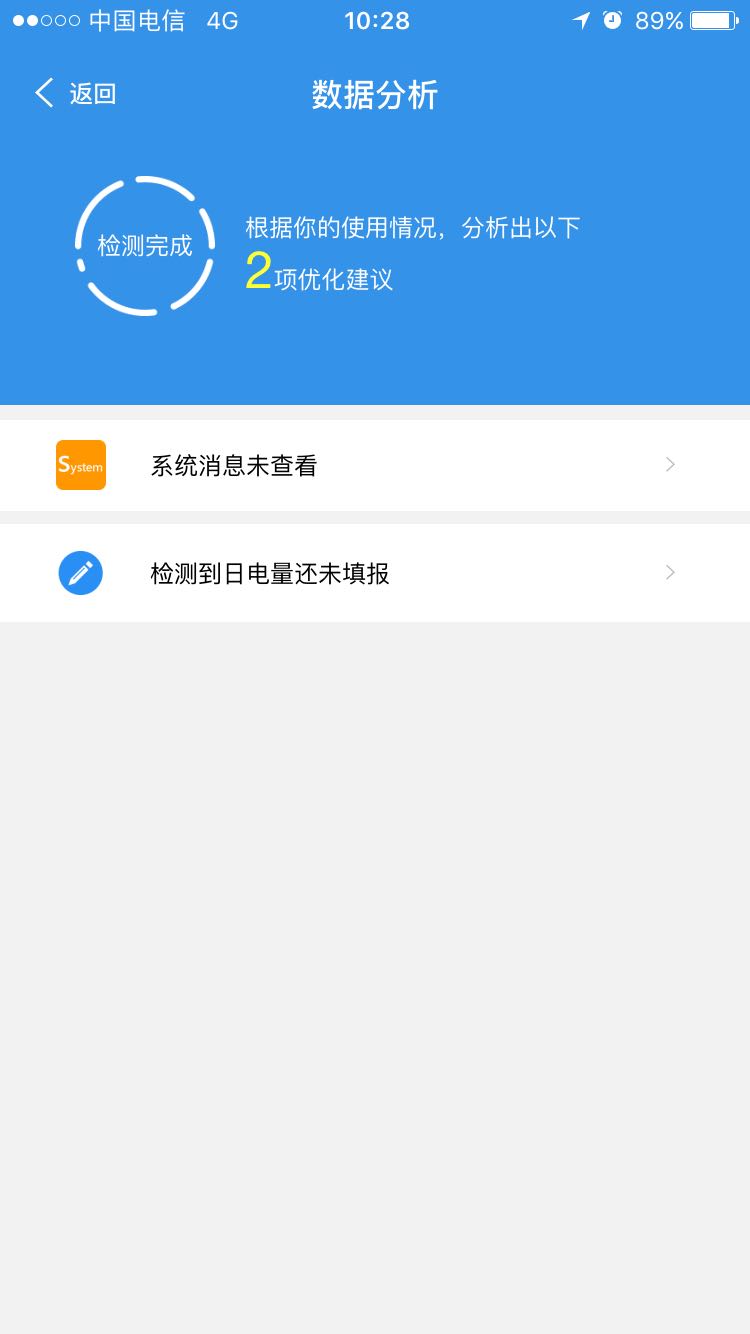 中国电信 4G 10:28 89%
返回 数据分析
检测完成
根据你的使用情况，分析出以下
2项优化建议
System 系统消息未查看
检测到日电量还未填报